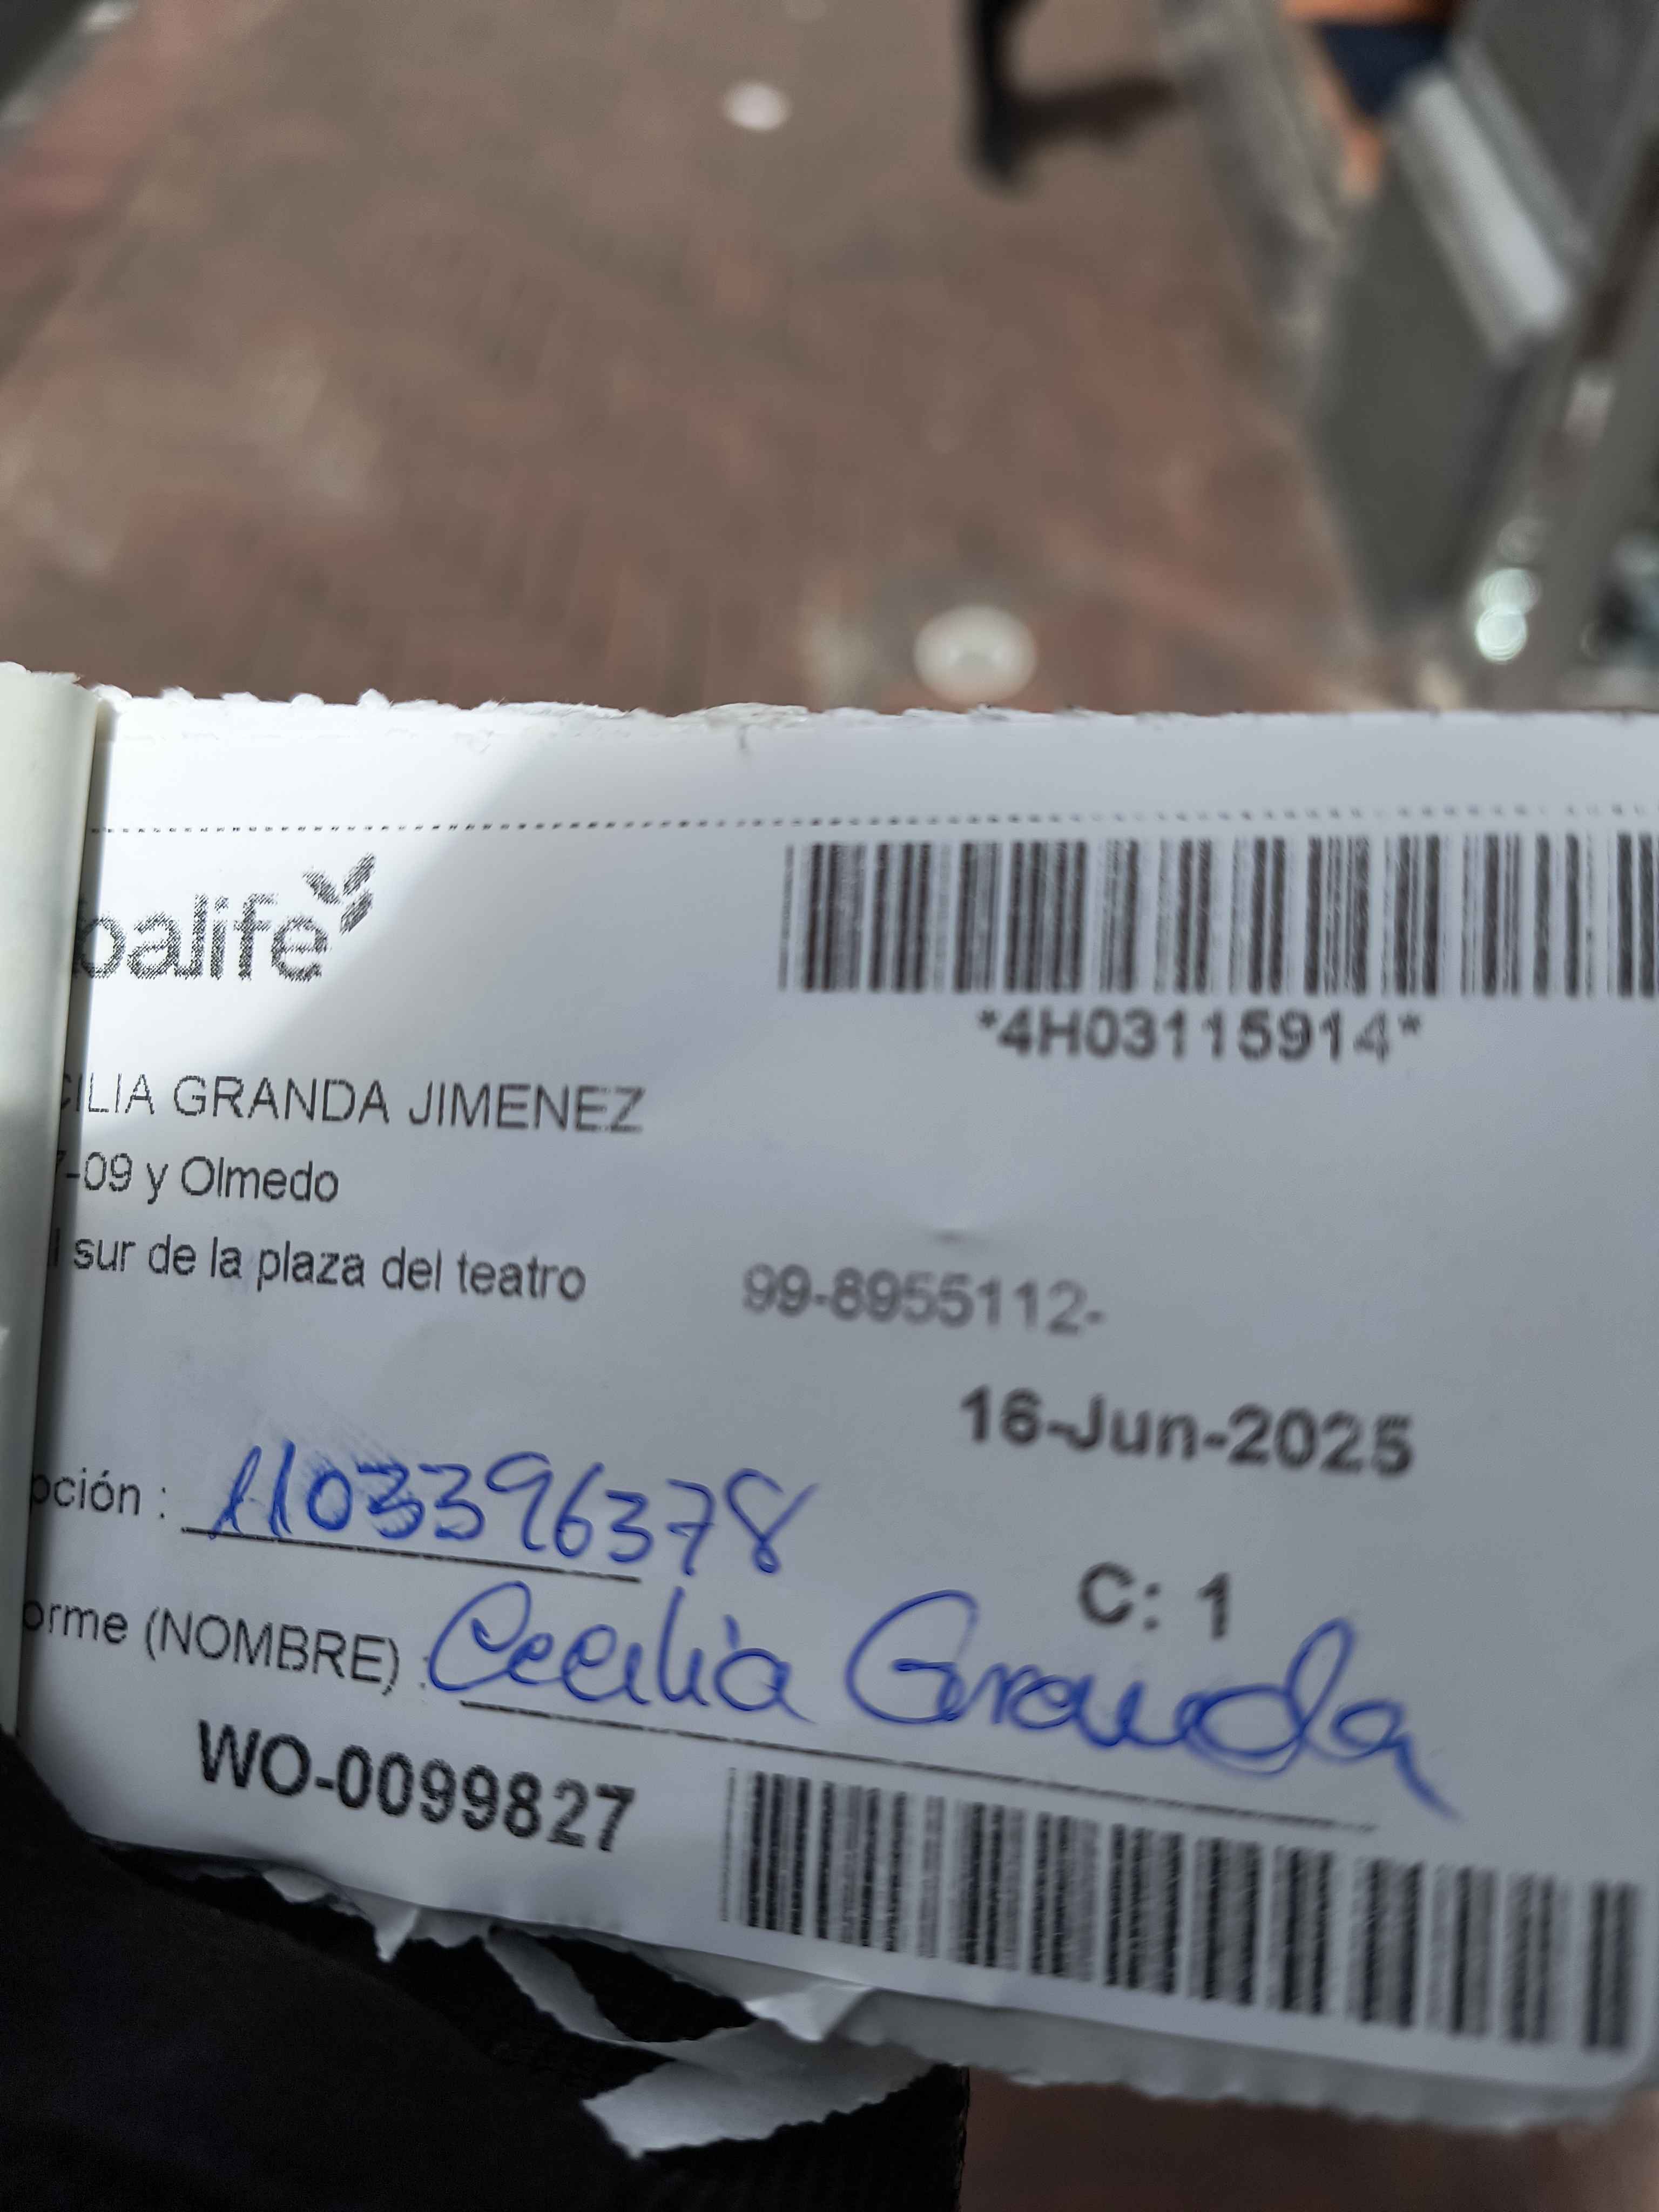 balife
*4H03115914*
CILIA GRANDA JIMENEZ
7-09 y Olmedo
l sur de la plaza del teatro
99-8955112-
16-Jun-2025
pción : 1103396378
C: 1
orme (NOMBRE) : Cecilia Granda
WO-0099827